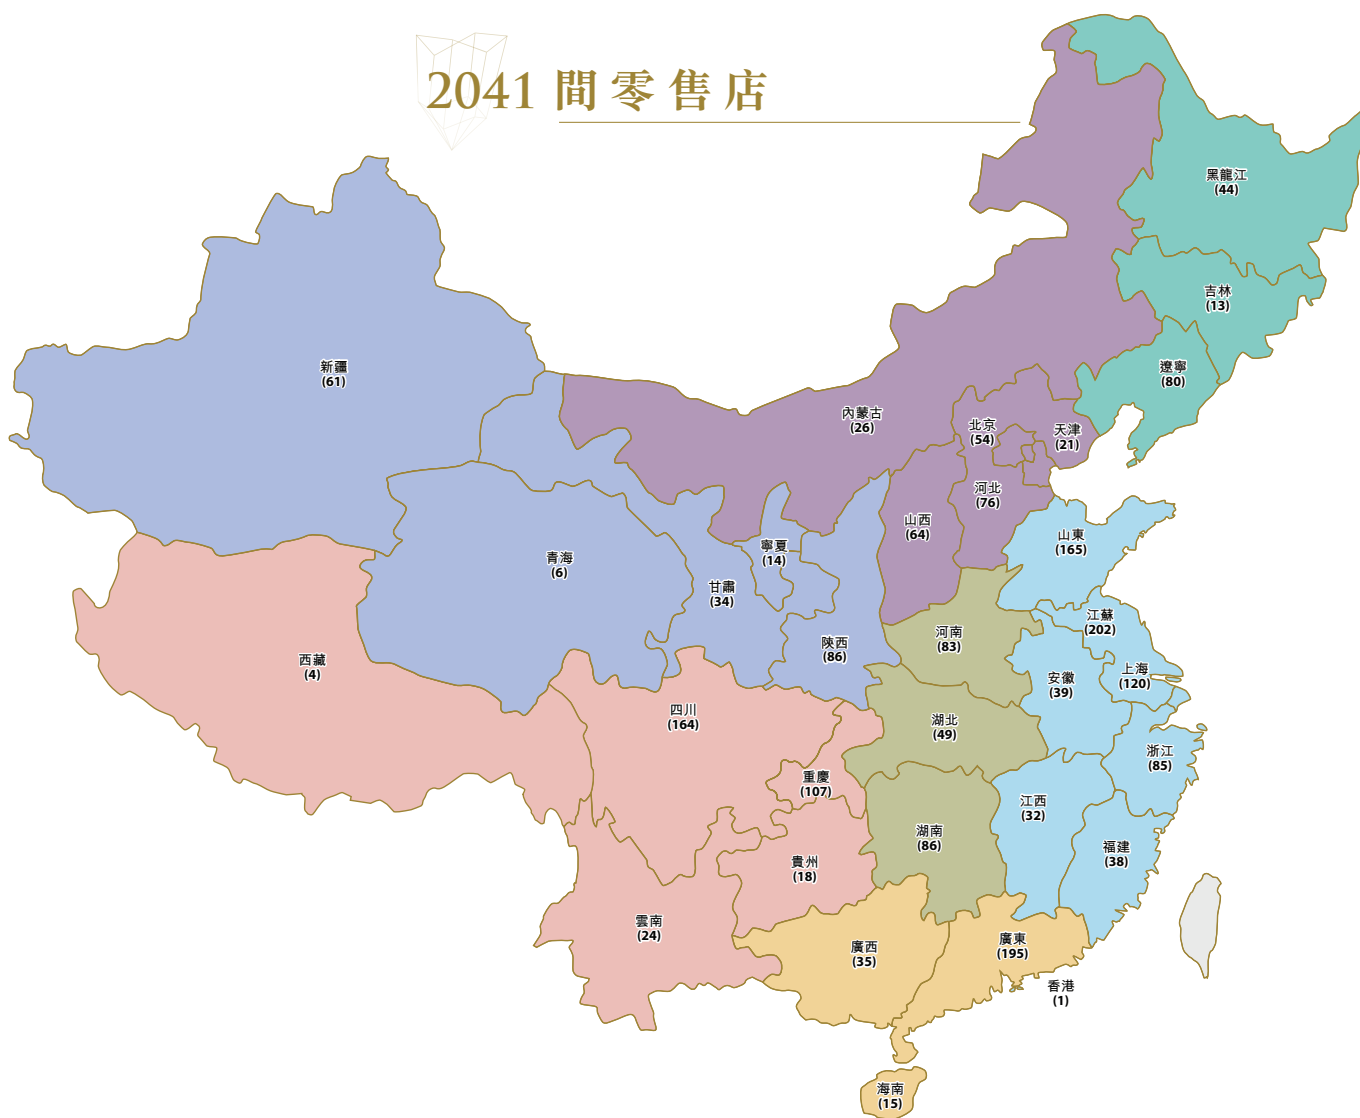 2041 間零售店
黑龍江
(44)
吉林
(13)
遼寧
(80)
新疆
(61)
內蒙古
(26)
北京
(54)
天津
(21)
河北
(76)
山西
(64)
山東
(165)
寧夏
(14)
青海
(6)
甘肅
(34)
陝西
(86)
河南
(83)
江蘇
(202)
安徽
(39)
上海
(120)
西藏
(4)
四川
(164)
湖北
(49)
浙江
(85)
重慶
(107)
江西
(32)
湖南
(86)
福建
(38)
貴州
(18)
雲南
(24)
廣西
(35)
廣東
(195)
香港
(1)
海南
(15)